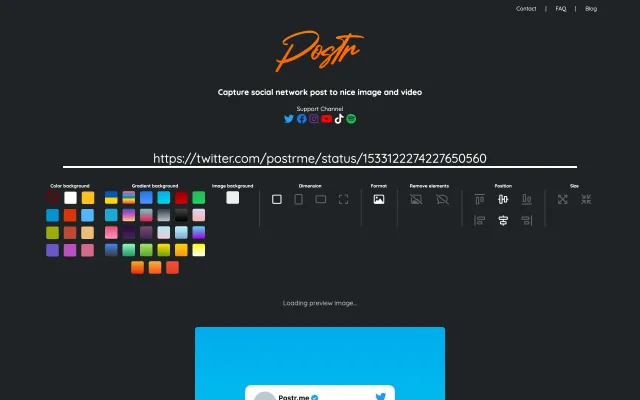 Contact | FAQ | Blog
Postr
Capture social network post to nice image and video
Support Channel
https://twitter.com/postrme/status/1533122274227650560
Color background Gradient background Image background Dimension Format Remove elements Position Size
Loading preview image...
Postr.me